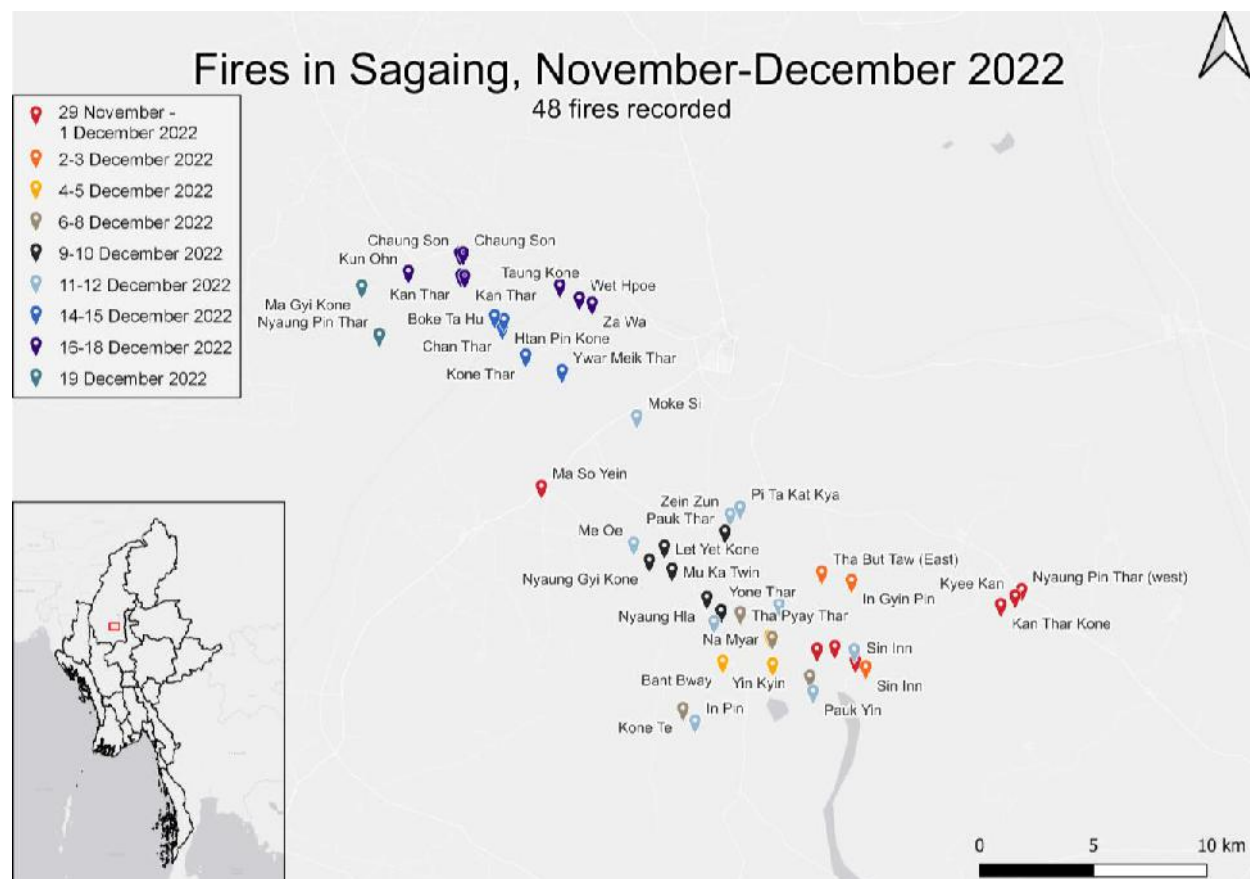 Fires in Sagaing, November-December 2022
48 fires recorded
29 November -
1 December 2022
2-3 December 2022
4-5 December 2022
6-8 December 2022
9-10 December 2022
11-12 December 2022
14-15 December 2022
16-18 December 2022
19 December 2022
Chaung Son
Chaung Son
Kun Ohn
Taung Kone
Wet Hpoe
Ma Gyi Kone
Kan Thar
Kan Thar
Nyaung Pin Thar
Boke Ta Hu
Za Wa
Chan Thar
Htan Pin Kone
Kone Thar
Ywar Meik Thar
Moke Si
Ma So Yein
Zein Zun
Pi Ta Kat Kya
Pauk Thar
Me Oe
Let Yet Kone
Nyaung Gyi Kone
Mu Ka Twin
Tha But Taw (East)
Kyee Kan
Nyaung Pin Thar (west)
Yone Thar
In Gyin Pin
Nyaung Hla
Tha Pyay Thar
Kan Thar Kone
Na Myar
Sin Inn
Bant Bway
Yin Kyin
Sin Inn
In Pin
Pauk Yin
Kone Te
0 5 10 km